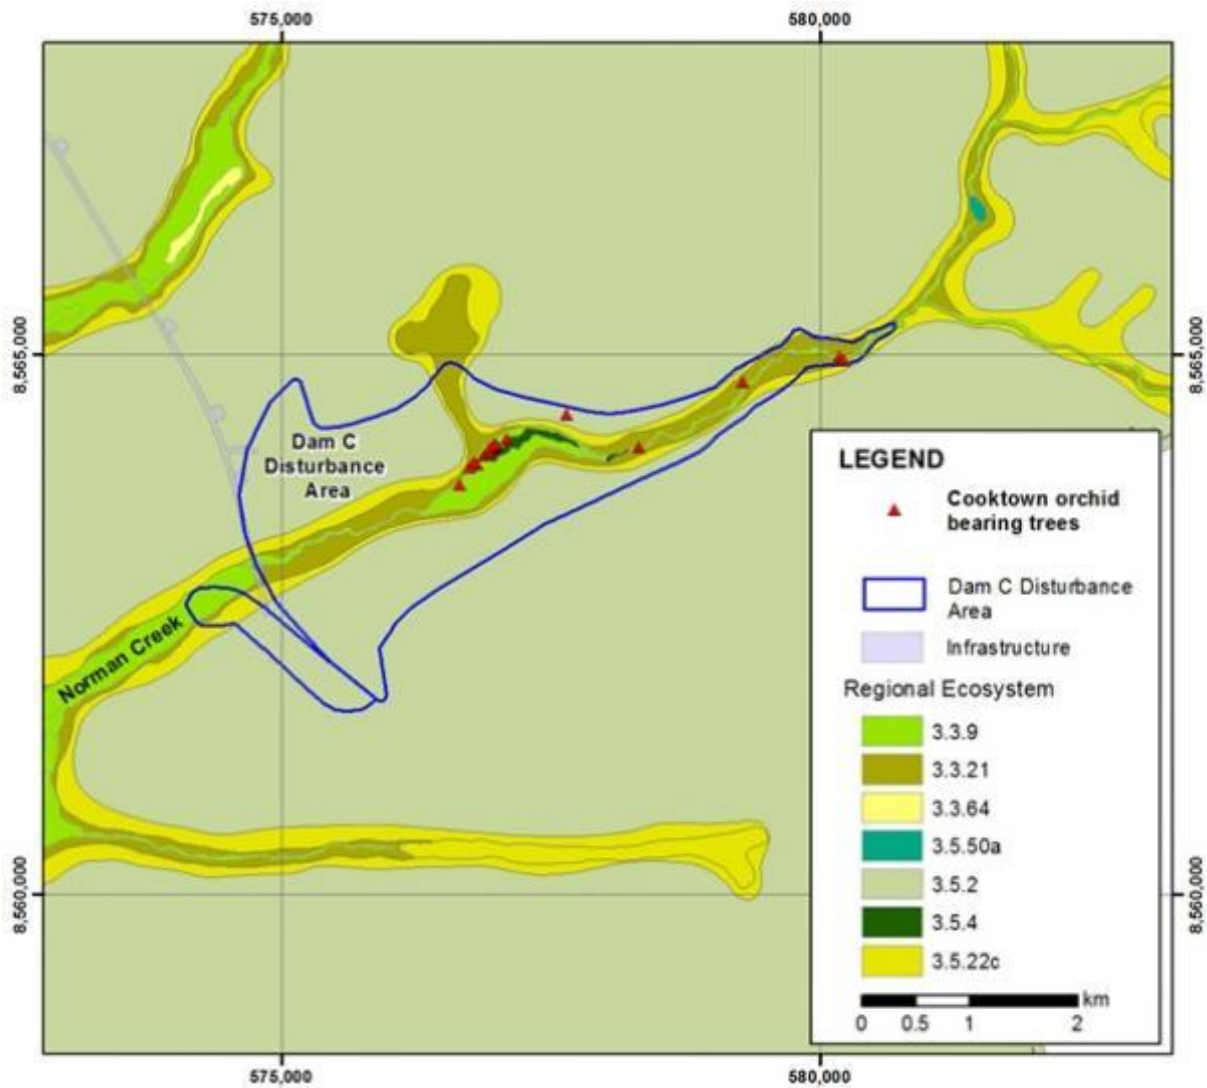 575,000
580,000
8,565,000
8,565,000
Dam C
Disturbance
Area
Norman Creek
LEGEND
Cooktown orchid
bearing trees
Dam C Disturbance
Area
Infrastructure
Regional Ecosystem
3.3.9
3.3.21
3.3.64
3.5.50a
3.5.2
3.5.4
3.5.22c
km
0 0.5 1 2
8,560,000
8,560,000
575,000
580,000